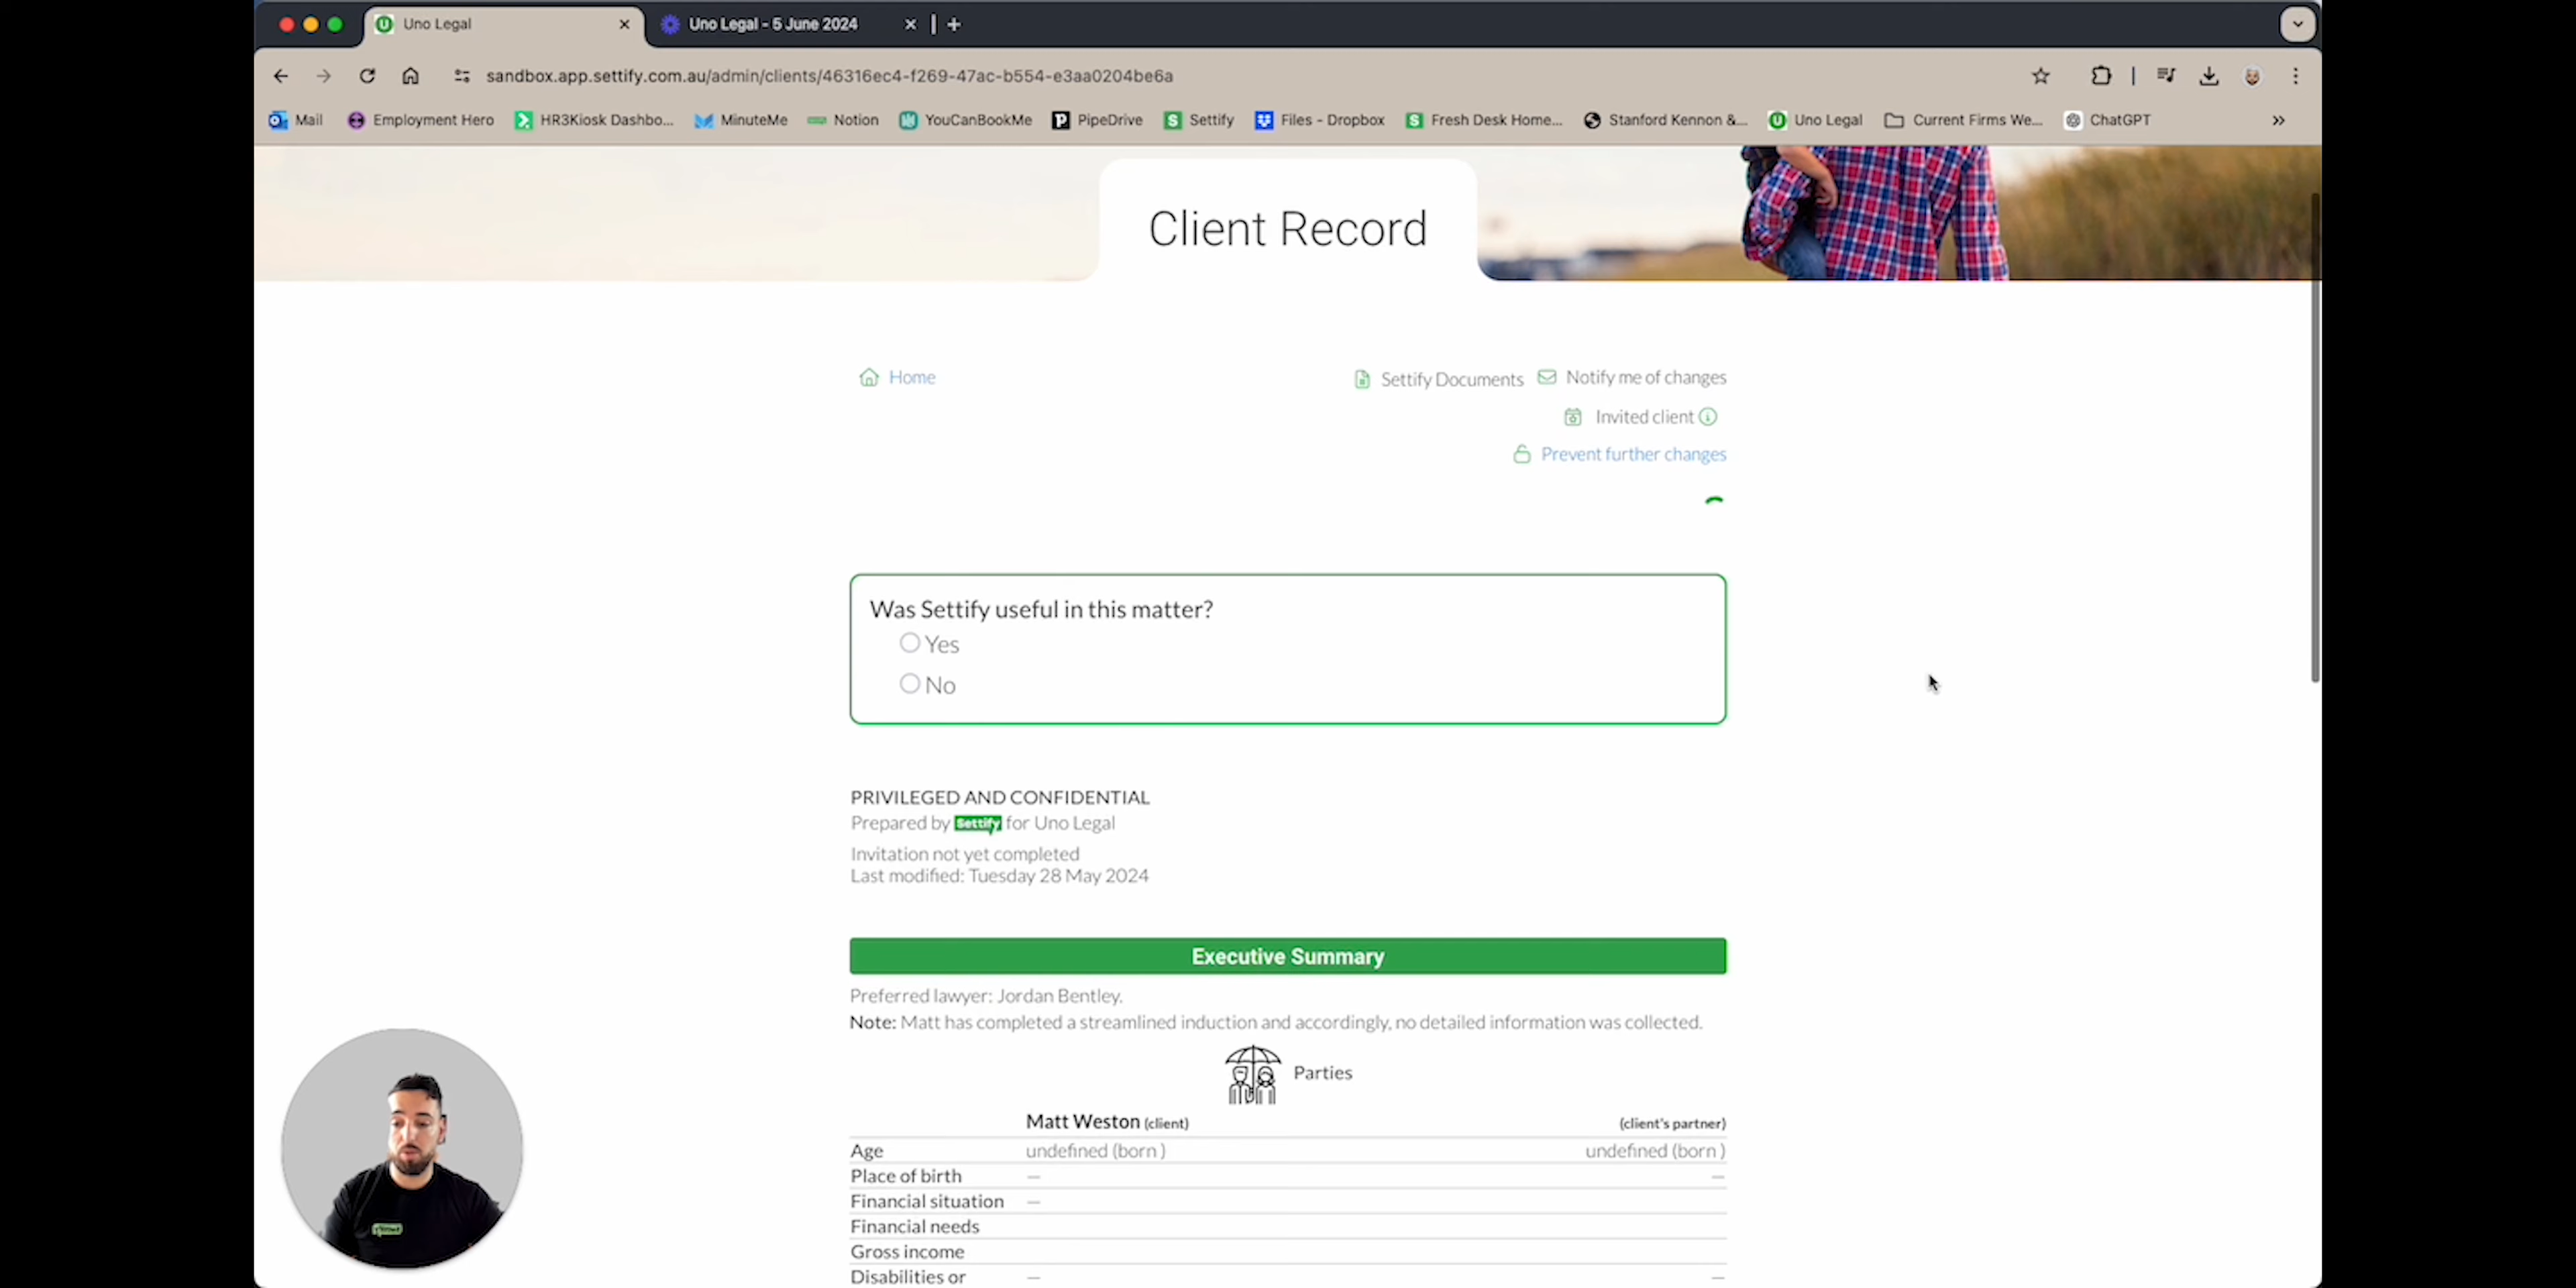 Uno Legal
Uno Legal - 5 June 2024
sandbox.app.settify.com.au/admin/clients/46316ec4-f269-47ac-b554-e3aa0204be6a
Mail Employment Hero HR3Kiosk Dashbo... MinuteMe Notion YouCanBookMe PipeDrive Settify Files - Dropbox Fresh Desk Home... Stanford Kennon &... Uno Legal Current Firms We... ChatGPT »
Client Record
Home Settify Documents Notify me of changes
Invited client
Prevent further changes
Was Settify useful in this matter?
Yes
No
PRIVILEGED AND CONFIDENTIAL
Prepared by Settify for Uno Legal
Invitation not yet completed
Last modified: Tuesday 28 May 2024
Executive Summary
Preferred lawyer: Jordan Bentley.
Note: Matt has completed a streamlined induction and accordingly, no detailed information was collected.
Parties
Matt Weston (client) (client's partner)
Age undefined (born ) undefined (born )
Place of birth — —
Financial situation —
Financial needs
Gross income
Disabilities or — —